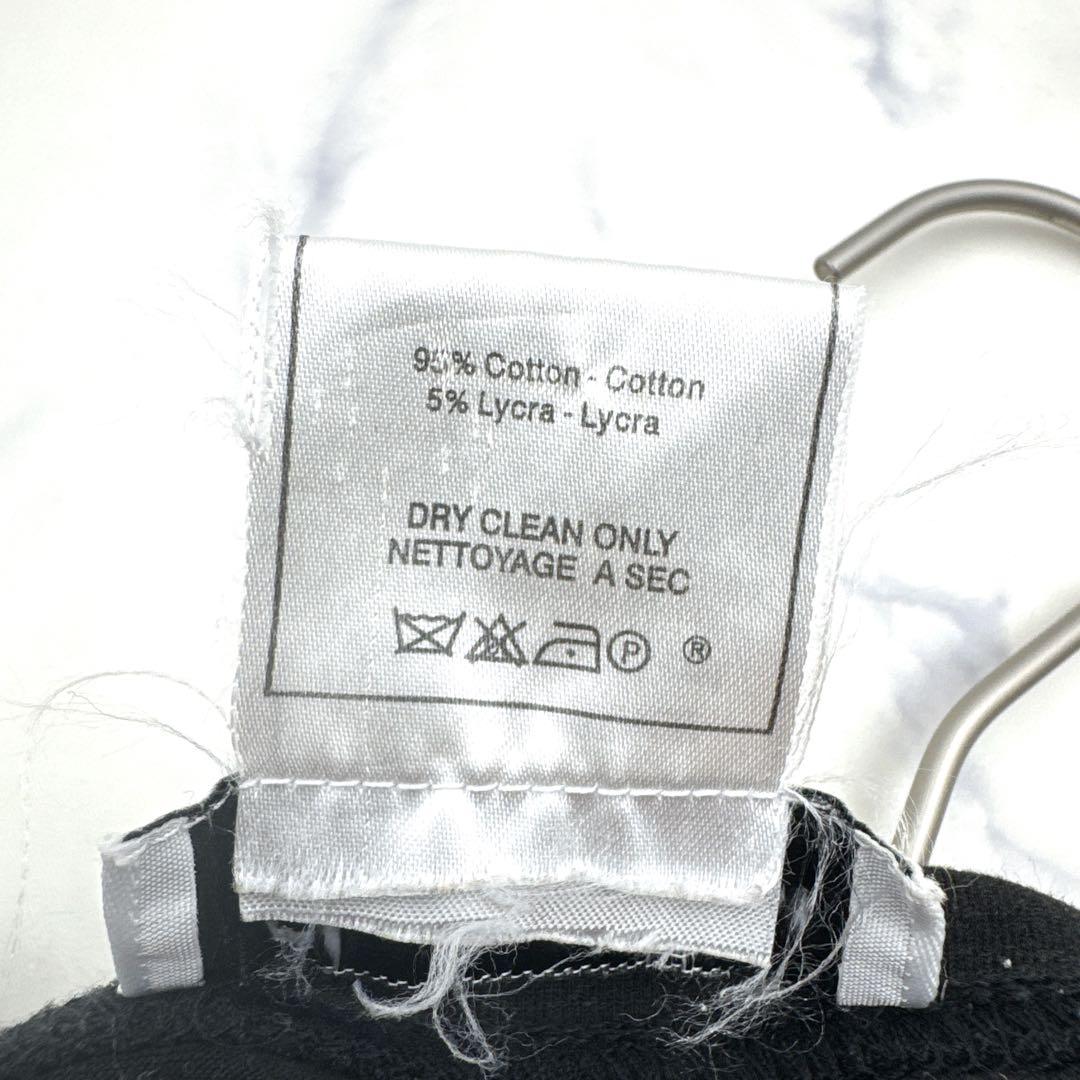 95% Cotton - Cotton
5% Lycra - Lycra
DRY CLEAN ONLY
NETTOYAGE A SEC
P ®